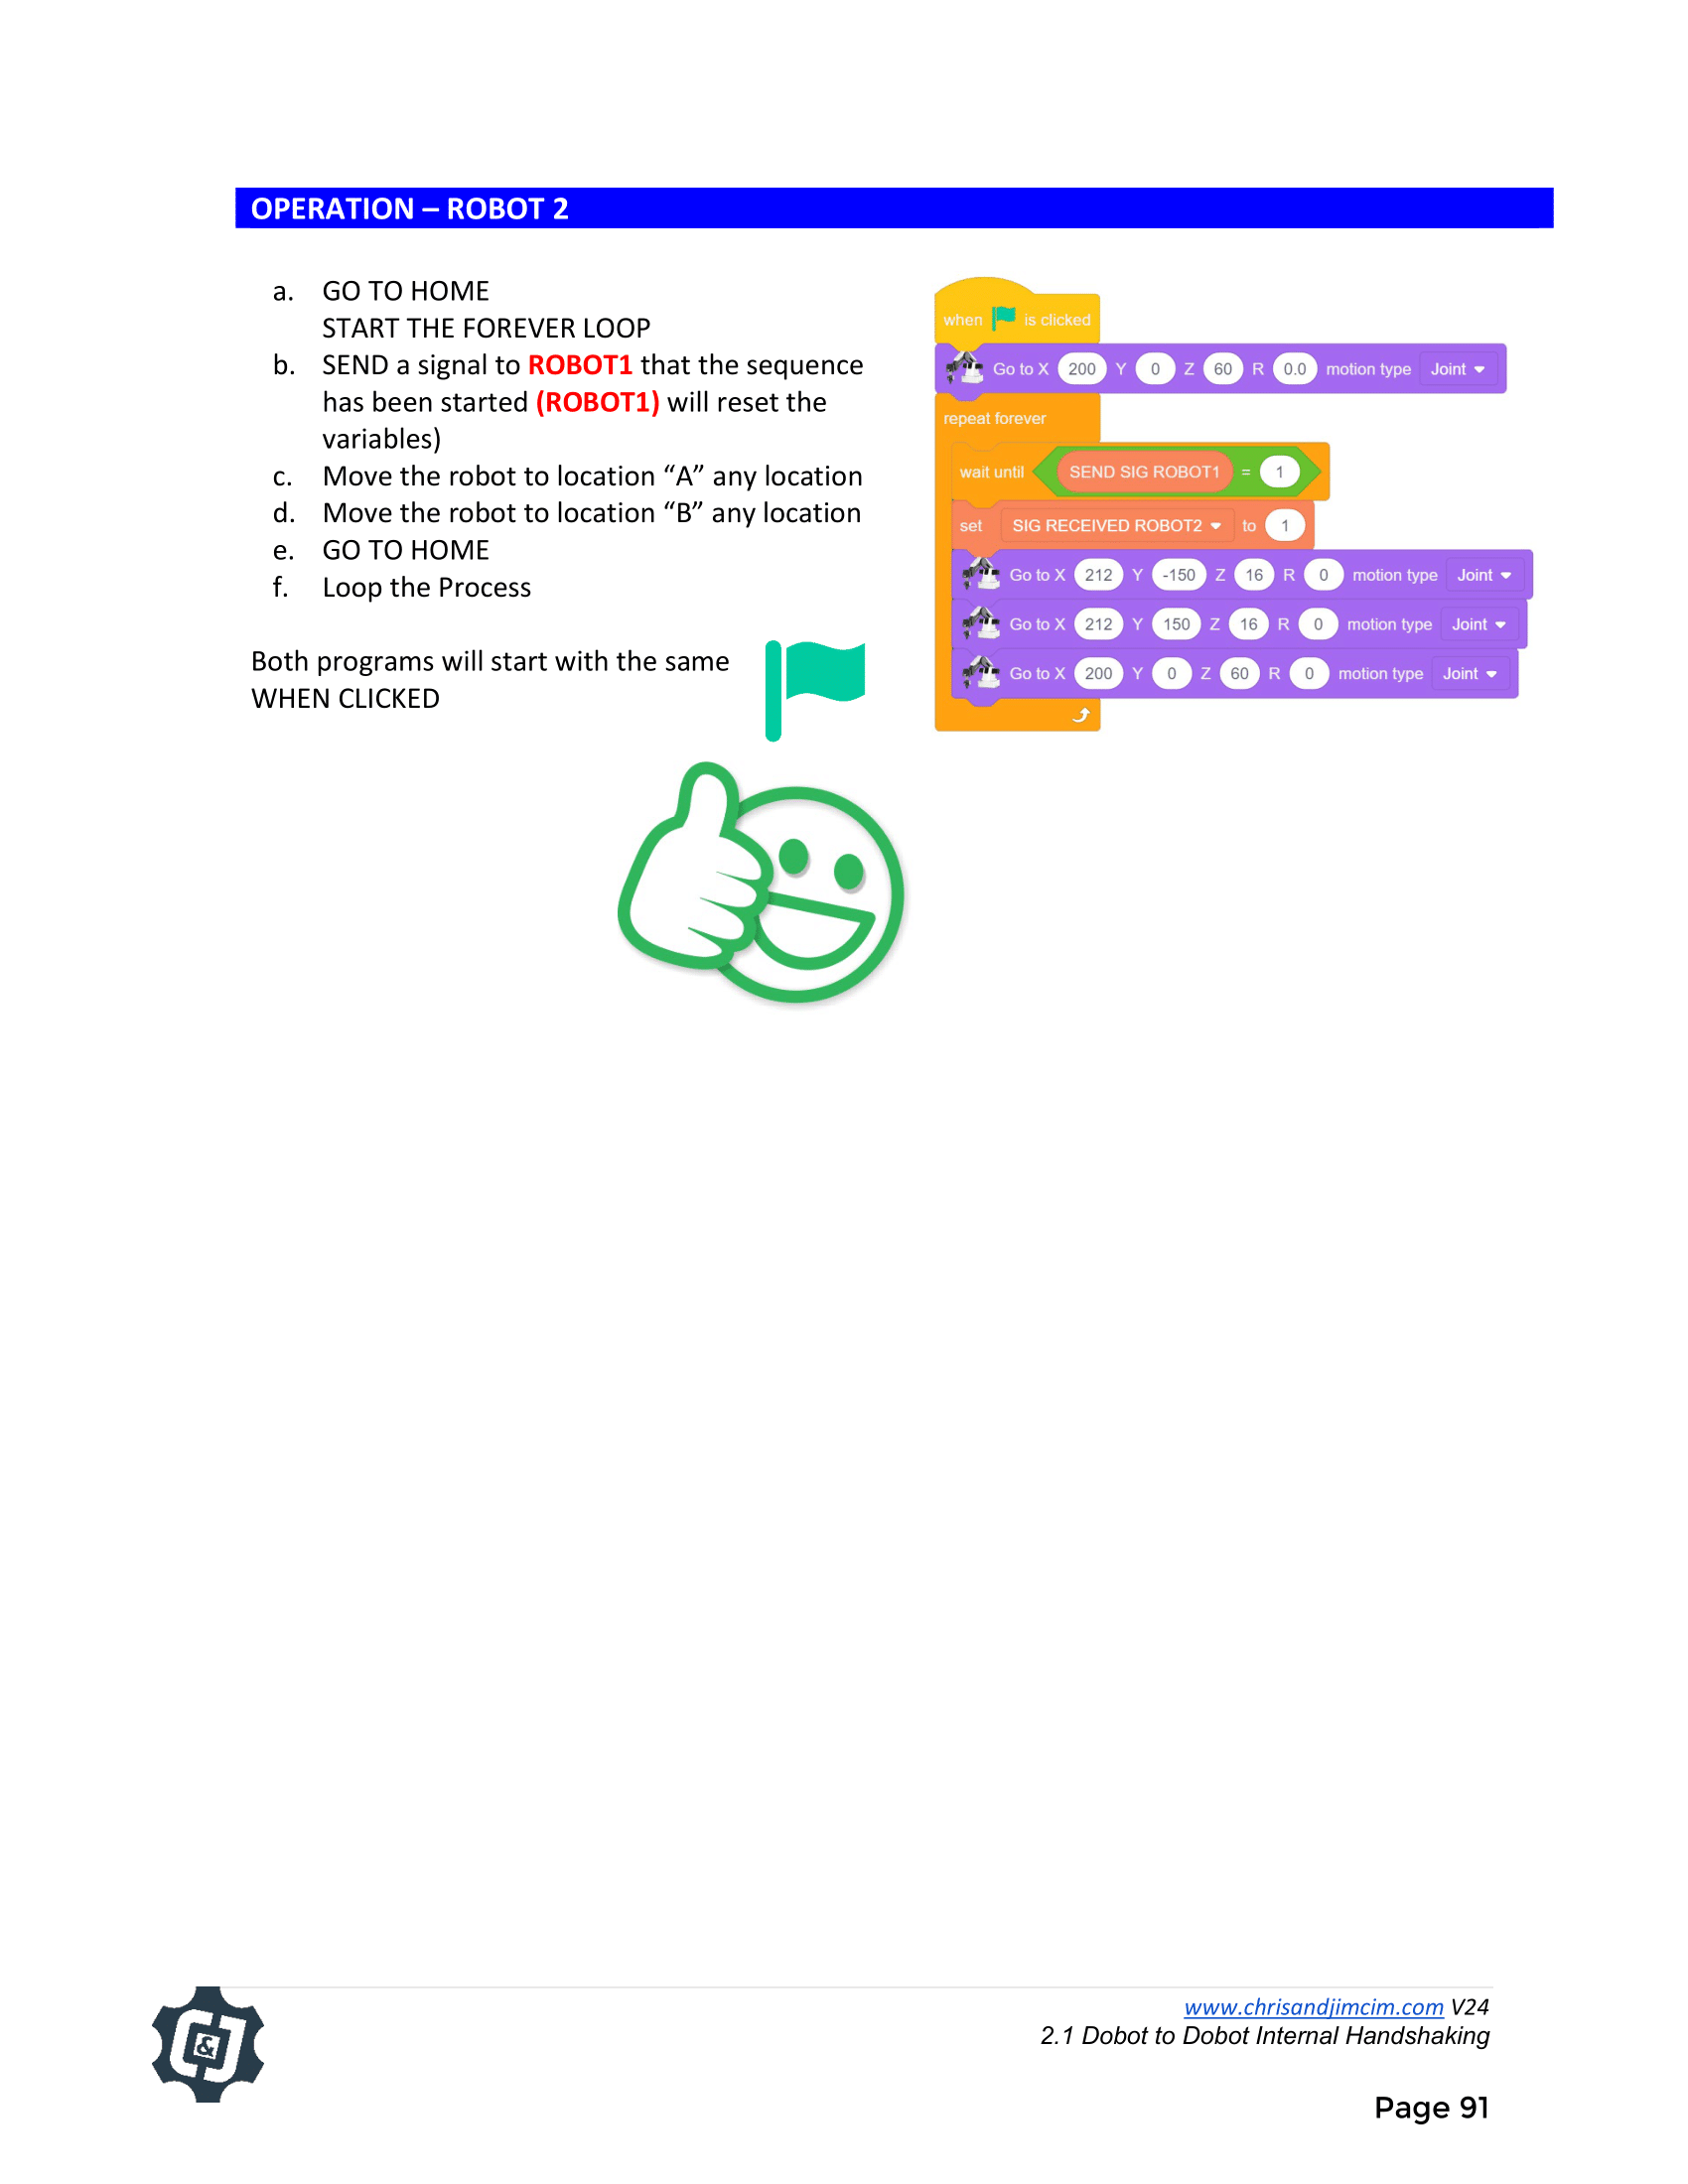 OPERATION – ROBOT 2
a. GO TO HOME
START THE FOREVER LOOP
b. SEND a signal to ROBOT1 that the sequence
has been started (ROBOT1) will reset the
variables)
c. Move the robot to location “A” any location
d. Move the robot to location “B” any location
e. GO TO HOME
f. Loop the Process
Both programs will start with the same
WHEN CLICKED
when is clicked
Go to X 200 Y 0 Z 60 R 0.0 motion type Joint
repeat forever
wait until SEND SIG ROBOT1 = 1
set SIG RECEIVED ROBOT2 to 1
Go to X 212 Y -150 Z 16 R 0 motion type Joint
Go to X 212 Y 150 Z 16 R 0 motion type Joint
Go to X 200 Y 0 Z 60 R 0 motion type Joint
C&J
www.chrisandjimcim.com V24
2.1 Dobot to Dobot Internal Handshaking
Page 91